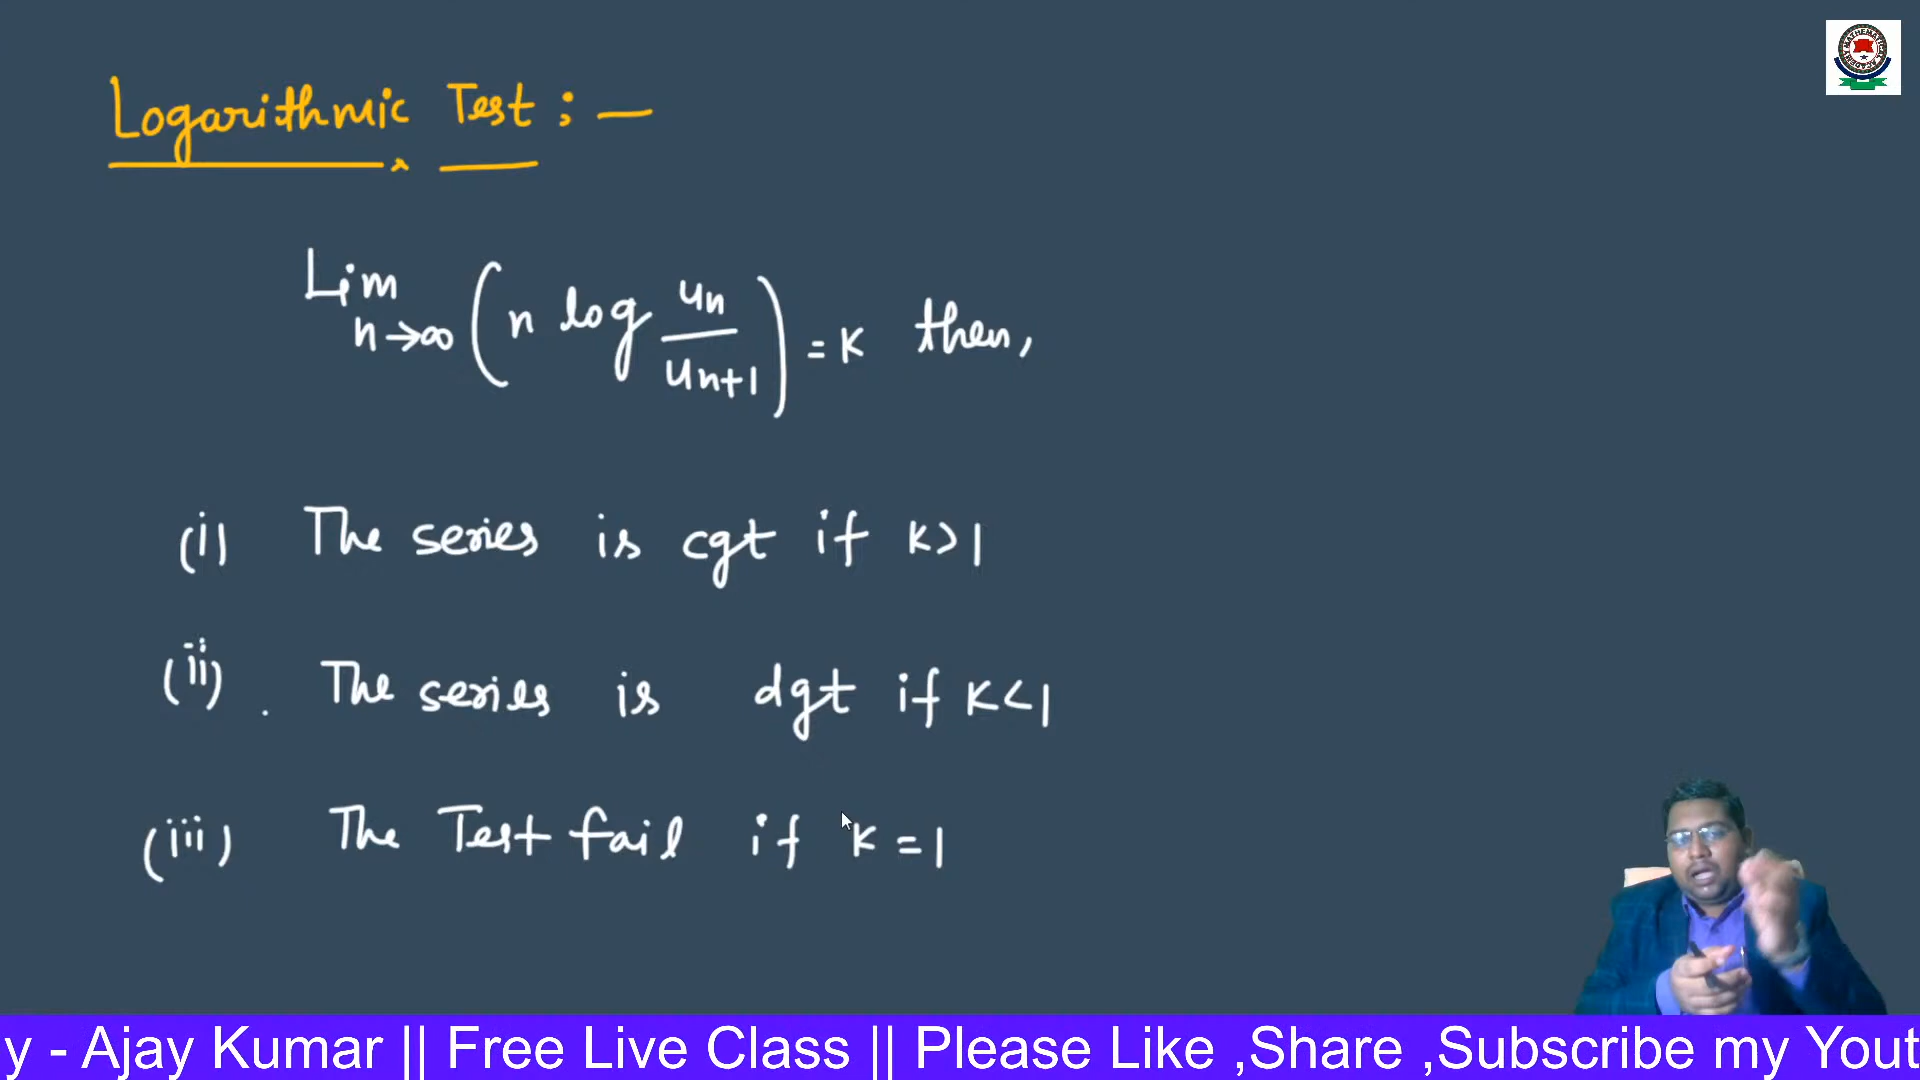 Logarithmic Test : —
Lim n→∞ ( n log un/un+1 ) = K then,
(i) The series is cgt if K>1
(ii) . The series is dgt if K<1
(iii) The Test fail if K = 1
y - Ajay Kumar || Free Live Class || Please Like ,Share ,Subscribe my Yout